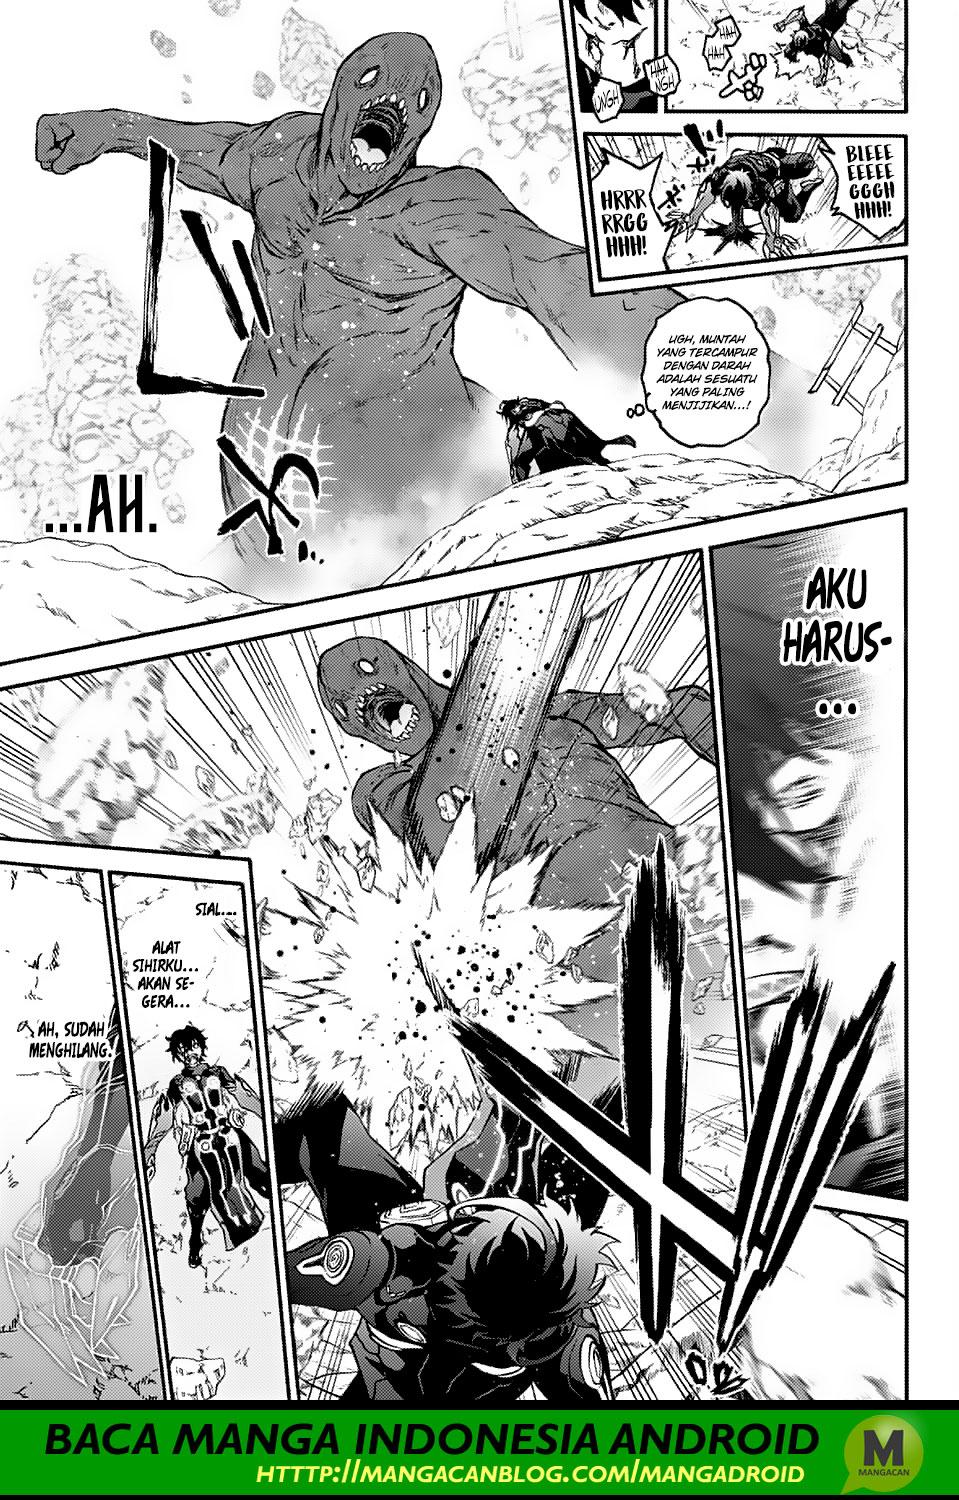 HAH
HAH
HAA
NGH
UNGH
BLEEE
EEEEE
GGGH
HHH!
HRRR
RRGG
HHH!
UGH, MUNTAH
YANG TERCAMPUR
DENGAN DARAH
ADALAH SESUATU
YANG PALING
MENJIJIKAN...!
...AH.
AKU
HARUS-
...
SIAL....
ALAT
SIHIRKU...
AKAN SE-
GERA...
AH, SUDAH
MENGHILANG.
BACA MANGA INDONESIA ANDROID
HTTTP://MANGACANBLOG.COM/MANGADROID
M
MANGACAN